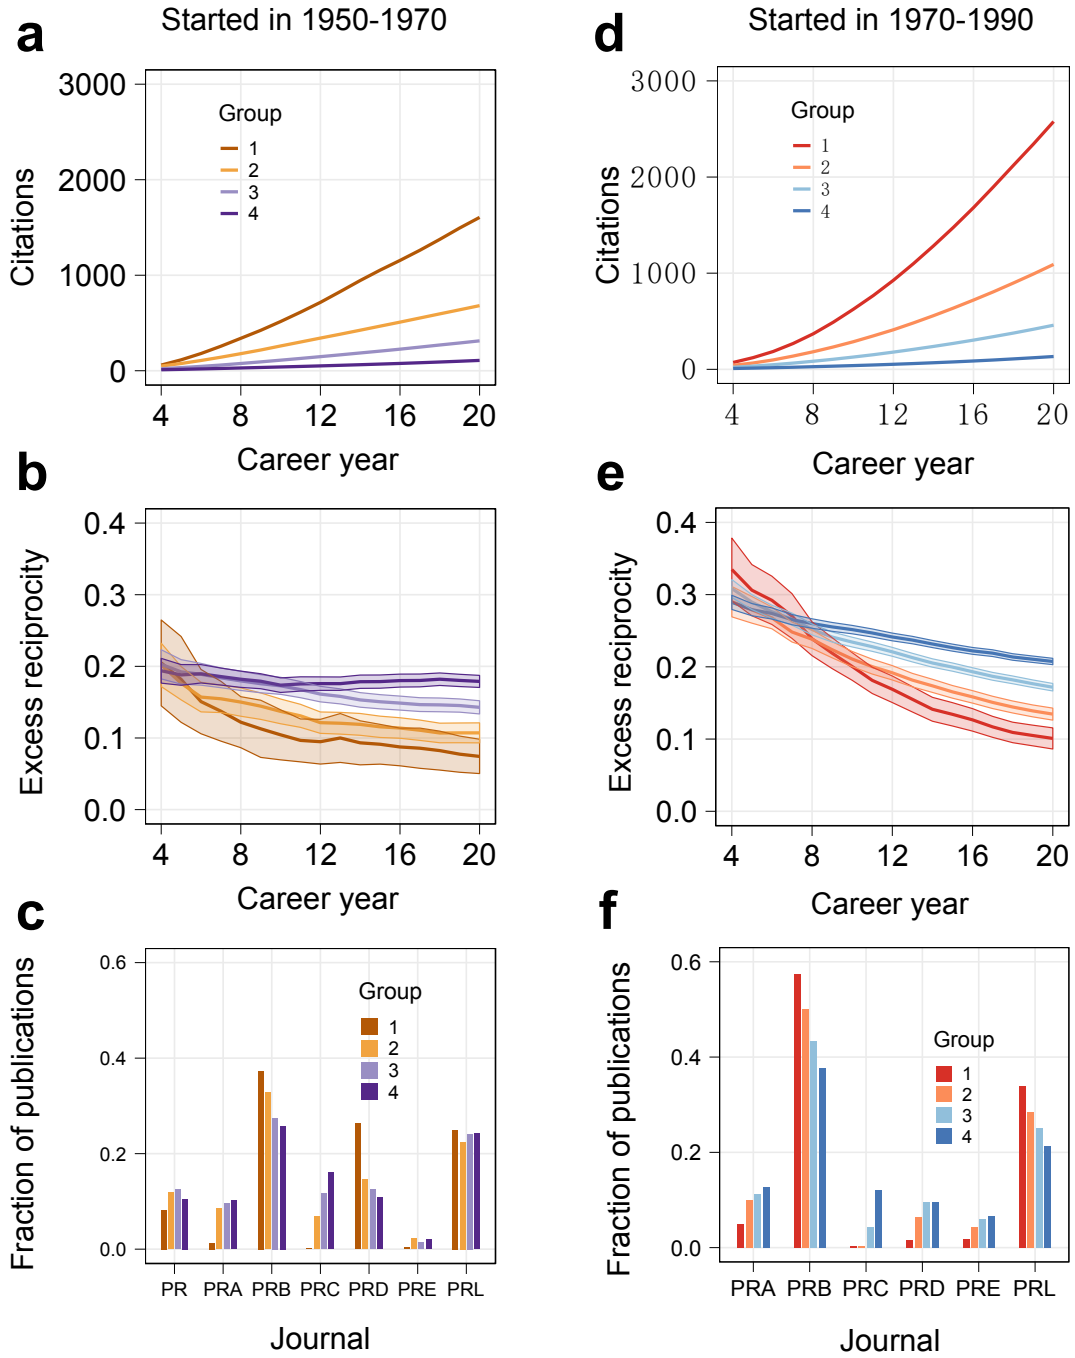 a
Started in 1950-1970
3000
2000
1000
0
Citations
Group
1
2
3
4
4 8 12 16 20
Career year
d
Started in 1970-1990
3000
2000
1000
0
Citations
Group
1
2
3
4
4 8 12 16 20
Career year
b
0.4
0.3
0.2
0.1
0.0
Excess reciprocity
4 8 12 16 20
Career year
e
0.4
0.3
0.2
0.1
0.0
Excess reciprocity
4 8 12 16 20
Career year
c
0.6
0.4
0.2
0.0
Fraction of publications
Group
1
2
3
4
PR PRA PRB PRC PRD PRE PRL
Journal
f
0.6
0.4
0.2
0.0
Fraction of publications
Group
1
2
3
4
PRA PRB PRC PRD PRE PRL
Journal